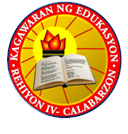 KAGAWARAN NG EDUKASYON
REHIYON IV- CALABARZON